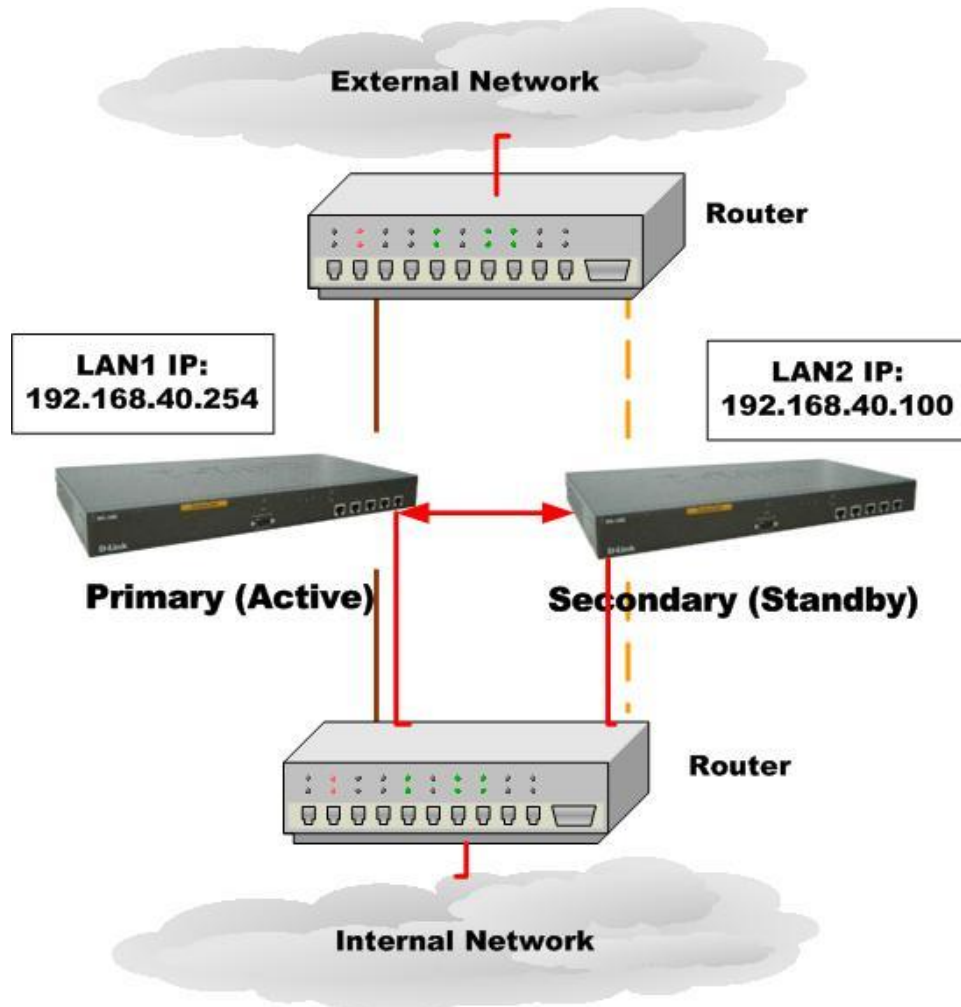 External Network
Router
LAN1 IP:
192.168.40.254
LAN2 IP:
192.168.40.100
D-Link
Primary (Active)
Secondary (Standby)
Router
Internal Network